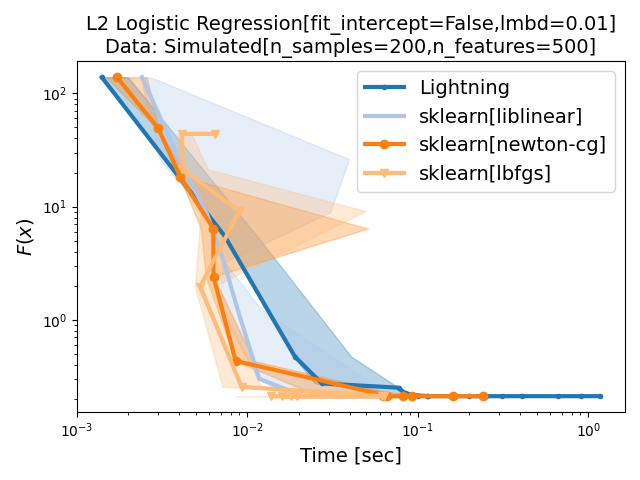 L2 Logistic Regression[fit_intercept=False,lmbd=0.01]
Data: Simulated[n_samples=200,n_features=500]
Lightning
sklearn[liblinear]
sklearn[newton-cg]
sklearn[lbfgs]
F(x)
10²
10¹
10⁰
10⁻³
10⁻²
10⁻¹
10⁰
Time [sec]